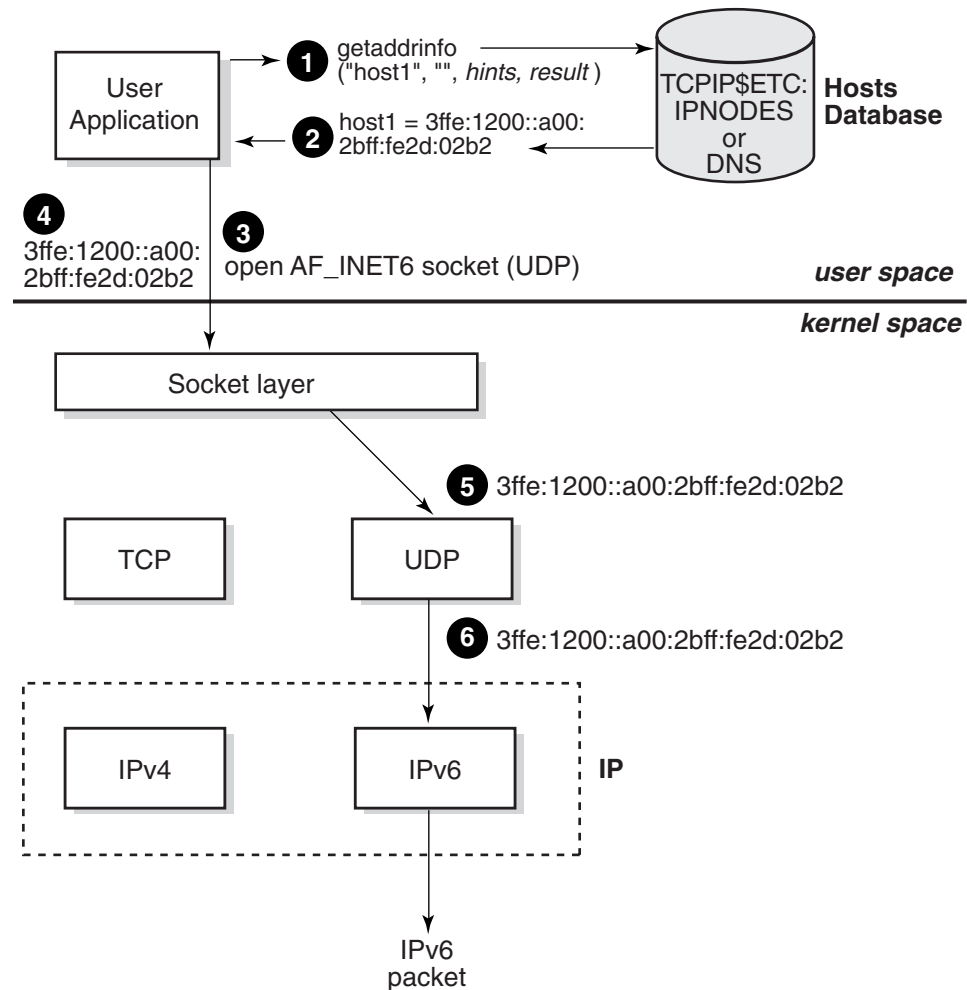 1 getaddrinfo
("host1", "", hints, result )
User
Application
2 host1 = 3ffe:1200::a00:
2bff:fe2d:02b2
TCPIP$ETC:
IPNODES
or
DNS
Hosts
Database
4
3ffe:1200::a00:
2bff:fe2d:02b2
3
open AF_INET6 socket (UDP)
user space
kernel space
Socket layer
5 3ffe:1200::a00:2bff:fe2d:02b2
TCP
UDP
6 3ffe:1200::a00:2bff:fe2d:02b2
IPv4
IPv6
IP
IPv6
packet